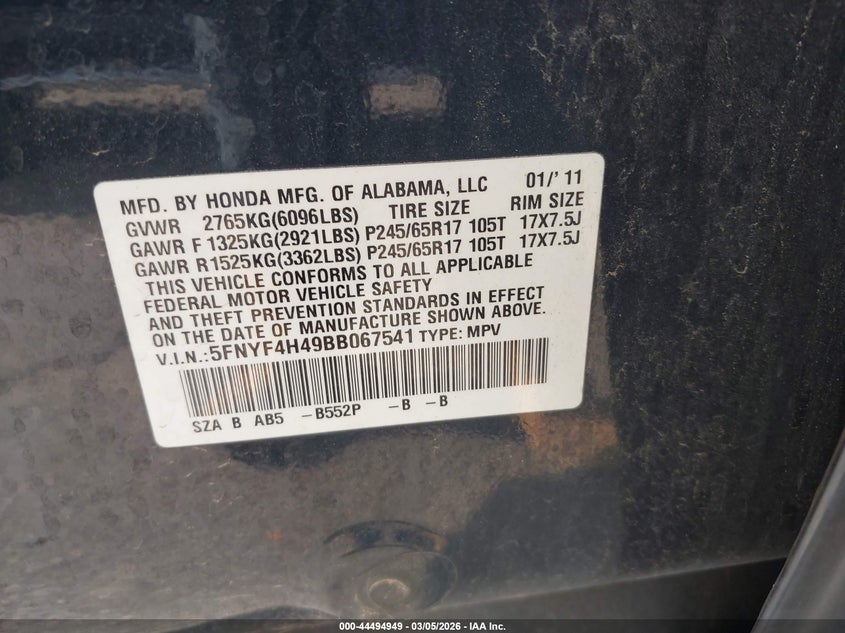 MFD. BY HONDA MFG. OF ALABAMA, LLC 01/'11
GVWR 2765KG(6096LBS) TIRE SIZE RIM SIZE
GAWR F 1325KG(2921LBS) P245/65R17 105T 17X7.5J
GAWR R1525KG(3362LBS) P245/65R17 105T 17X7.5J
THIS VEHICLE CONFORMS TO ALL APPLICABLE
FEDERAL MOTOR VEHICLE SAFETY
AND THEFT PREVENTION STANDARDS IN EFFECT
ON THE DATE OF MANUFACTURE SHOWN ABOVE.
V.I.N.:5FNYF4H49BB067541 TYPE: MPV
SZA B AB5 -B552P -B -B
000-44494949 | 03/05/2026 - IAA Inc.